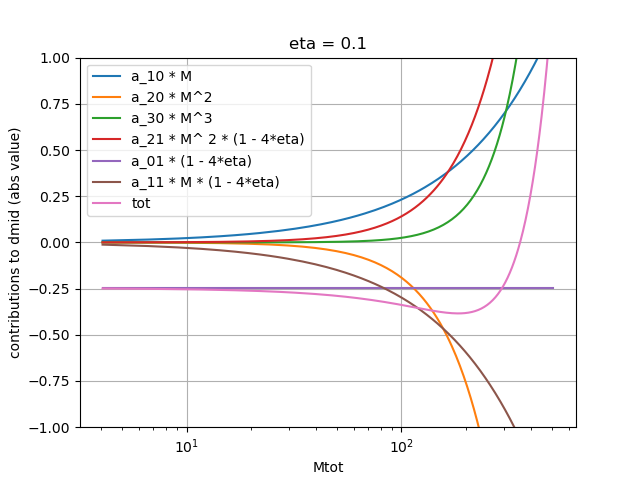 eta = 0.1
contributions to dmid (abs value)
1.00
0.75
0.50
0.25
0.00
−0.25
−0.50
−0.75
−1.00
a_10 * M
a_20 * M^2
a_30 * M^3
a_21 * M^ 2 * (1 - 4*eta)
a_01 * (1 - 4*eta)
a_11 * M * (1 - 4*eta)
tot
10¹
10²
Mtot